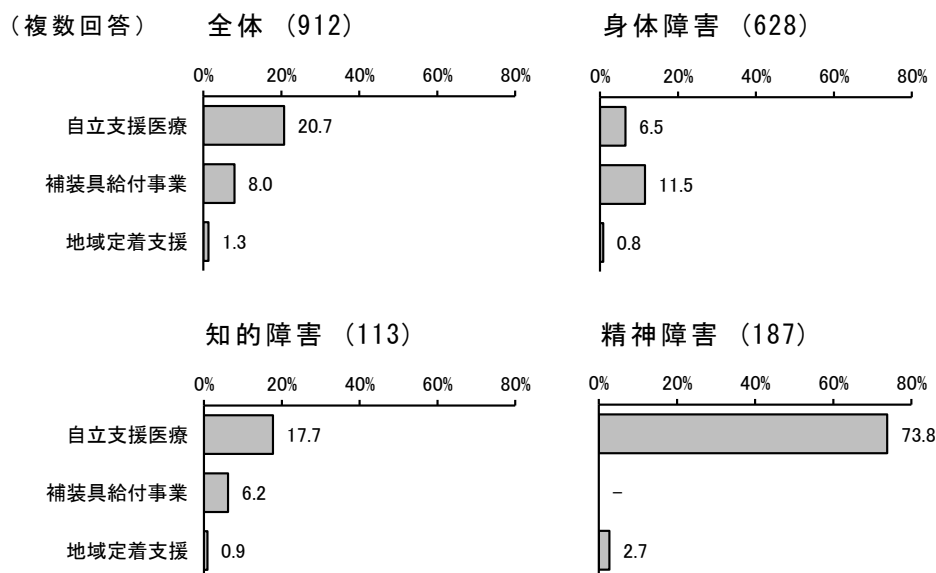 （複数回答） 全体 (912) 身体障害 (628)
0% 20% 40% 60% 80% 0% 20% 40% 60% 80%
自立支援医療 20.7 6.5
補装具給付事業 8.0 11.5
地域定着支援 1.3 0.8
知的障害 (113) 精神障害 (187)
0% 20% 40% 60% 80% 0% 20% 40% 60% 80%
自立支援医療 17.7 73.8
補装具給付事業 6.2 –
地域定着支援 0.9 2.7